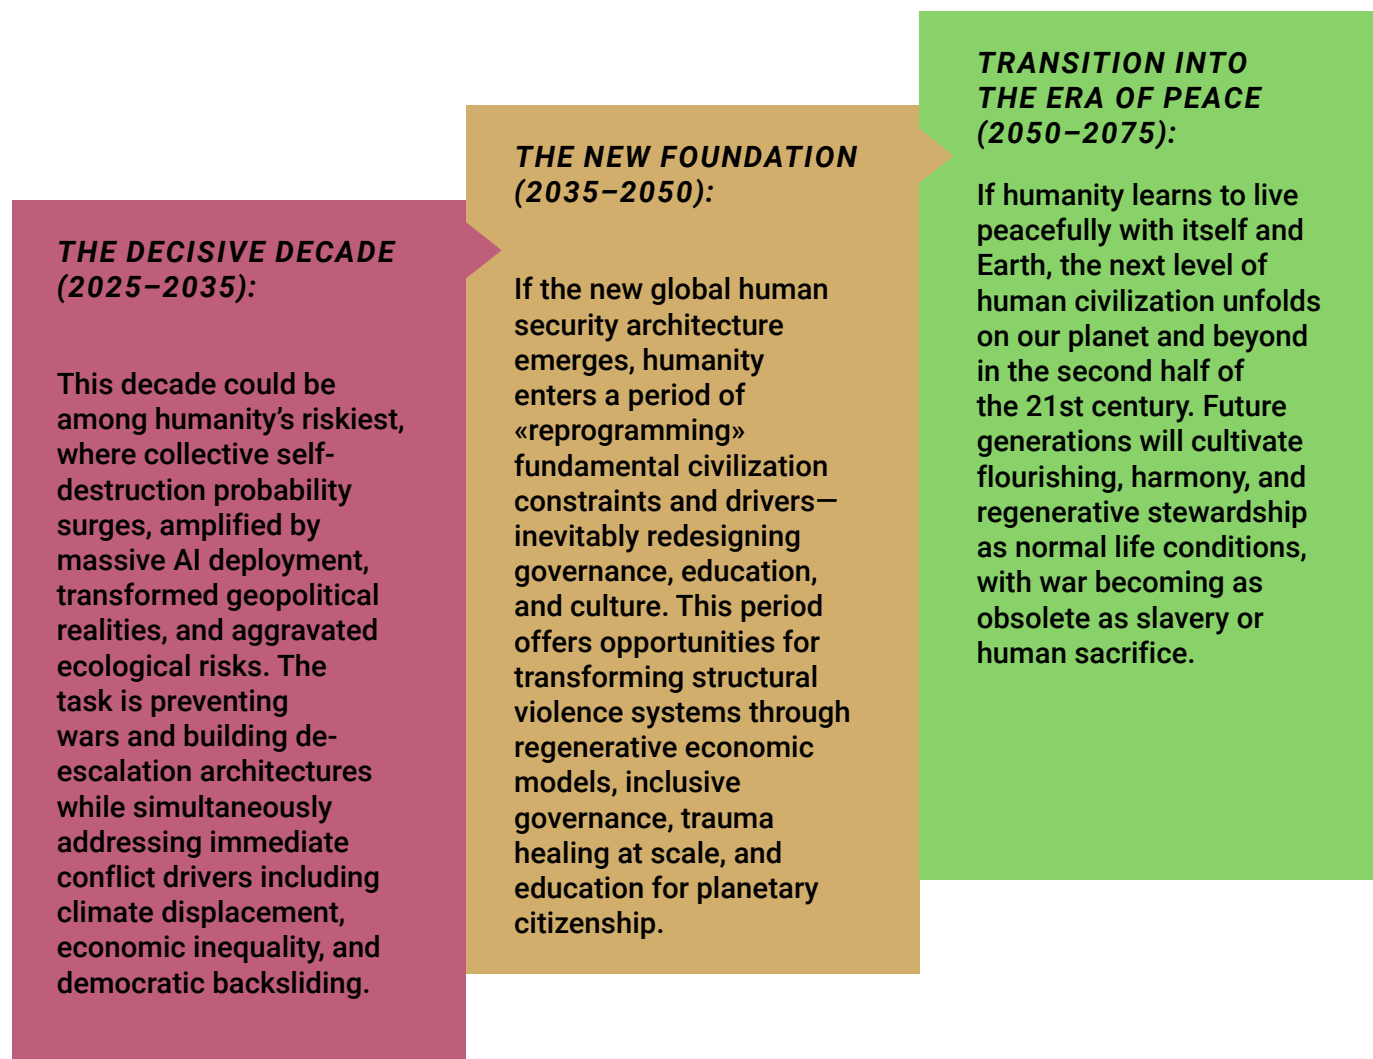 THE DECISIVE DECADE
(2025–2035):
This decade could be
among humanity’s riskiest,
where collective self-
destruction probability
surges, amplified by
massive AI deployment,
transformed geopolitical
realities, and aggravated
ecological risks. The
task is preventing
wars and building de-
escalation architectures
while simultaneously
addressing immediate
conflict drivers including
climate displacement,
economic inequality, and
democratic backsliding.
THE NEW FOUNDATION
(2035–2050):
If the new global human
security architecture
emerges, humanity
enters a period of
«reprogramming»
fundamental civilization
constraints and drivers—
inevitably redesigning
governance, education,
and culture. This period
offers opportunities for
transforming structural
violence systems through
regenerative economic
models, inclusive
governance, trauma
healing at scale, and
education for planetary
citizenship.
TRANSITION INTO
THE ERA OF PEACE
(2050–2075):
If humanity learns to live
peacefully with itself and
Earth, the next level of
human civilization unfolds
on our planet and beyond
in the second half of
the 21st century. Future
generations will cultivate
flourishing, harmony, and
regenerative stewardship
as normal life conditions,
with war becoming as
obsolete as slavery or
human sacrifice.